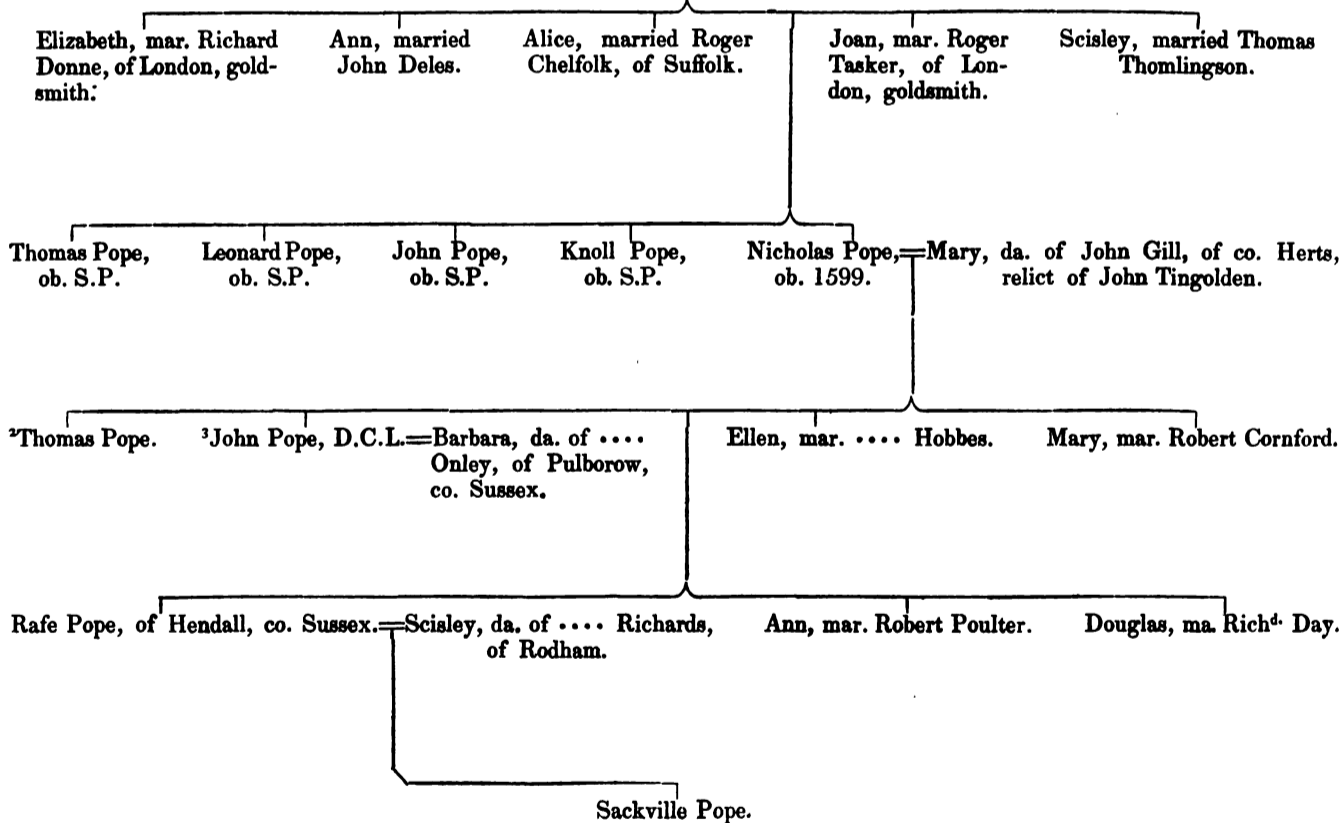 Elizabeth, mar. Richard
Donne, of London, gold-
smith:
Ann, married
John Deles.
Alice, married Roger
Chelfolk, of Suffolk.
Joan, mar. Roger
Tasker, of Lon-
don, goldsmith.
Scisley, married Thomas
Thomlingson.
Thomas Pope,
ob. S.P.
Leonard Pope,
ob. S.P.
John Pope,
ob. S.P.
Knoll Pope,
ob. S.P.
Nicholas Pope,=Mary, da. of John Gill, of co. Herts,
ob. 1599.
relict of John Tingolden.
²Thomas Pope.
³John Pope, D.C.L.=Barbara, da. of ····
Onley, of Pulborow,
co. Sussex.
Ellen, mar. ···· Hobbes.
Mary, mar. Robert Cornford.
Rafe Pope, of Hendall, co. Sussex.=Scisley, da. of ···· Richards,
of Rodham.
Ann, mar. Robert Poulter.
Douglas, ma. Richᵈ· Day.
Sackville Pope.